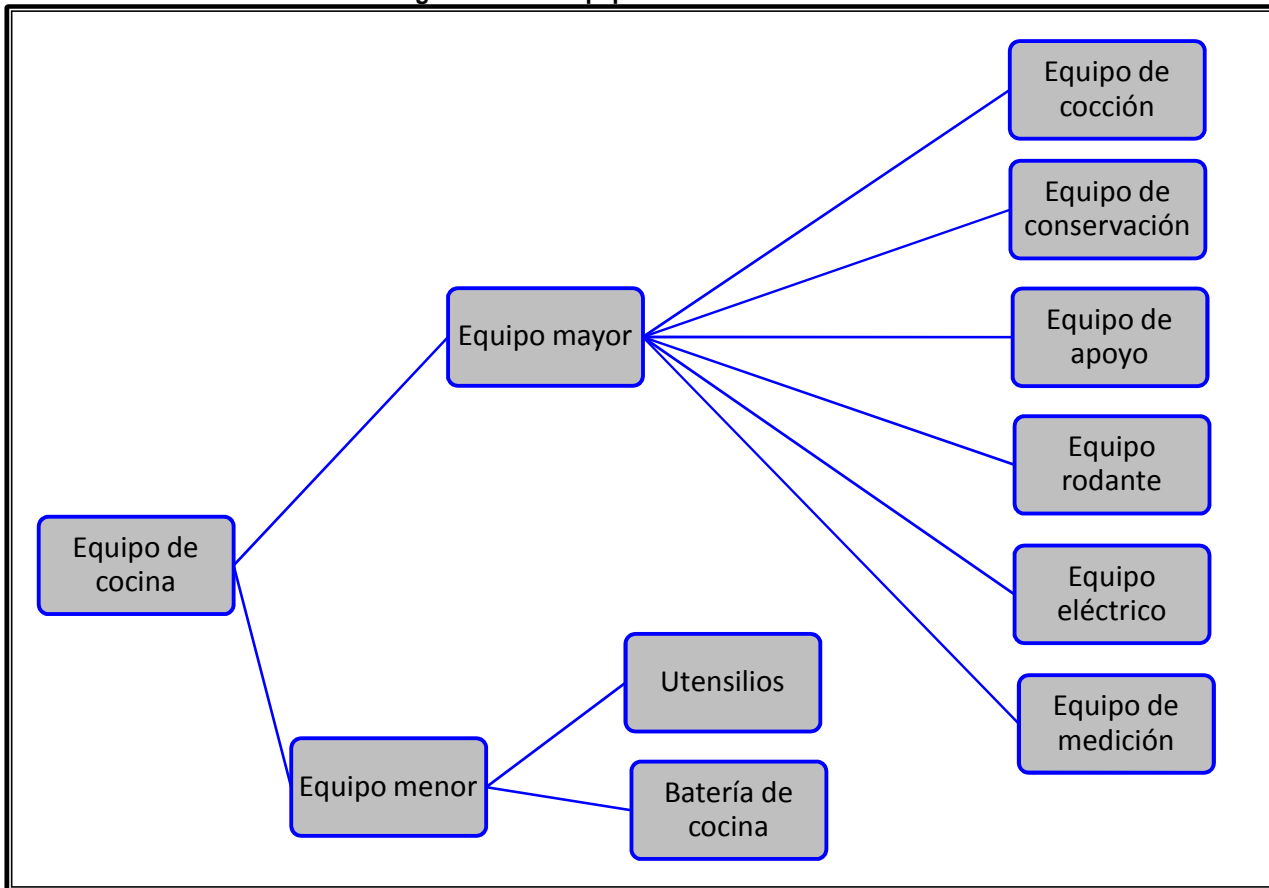 Equipo de
cocción
Equipo de
conservación
Equipo mayor
Equipo de
apoyo
Equipo
rodante
Equipo de
cocina
Equipo
eléctrico
Utensilios
Equipo de
medición
Equipo menor
Batería de
cocina